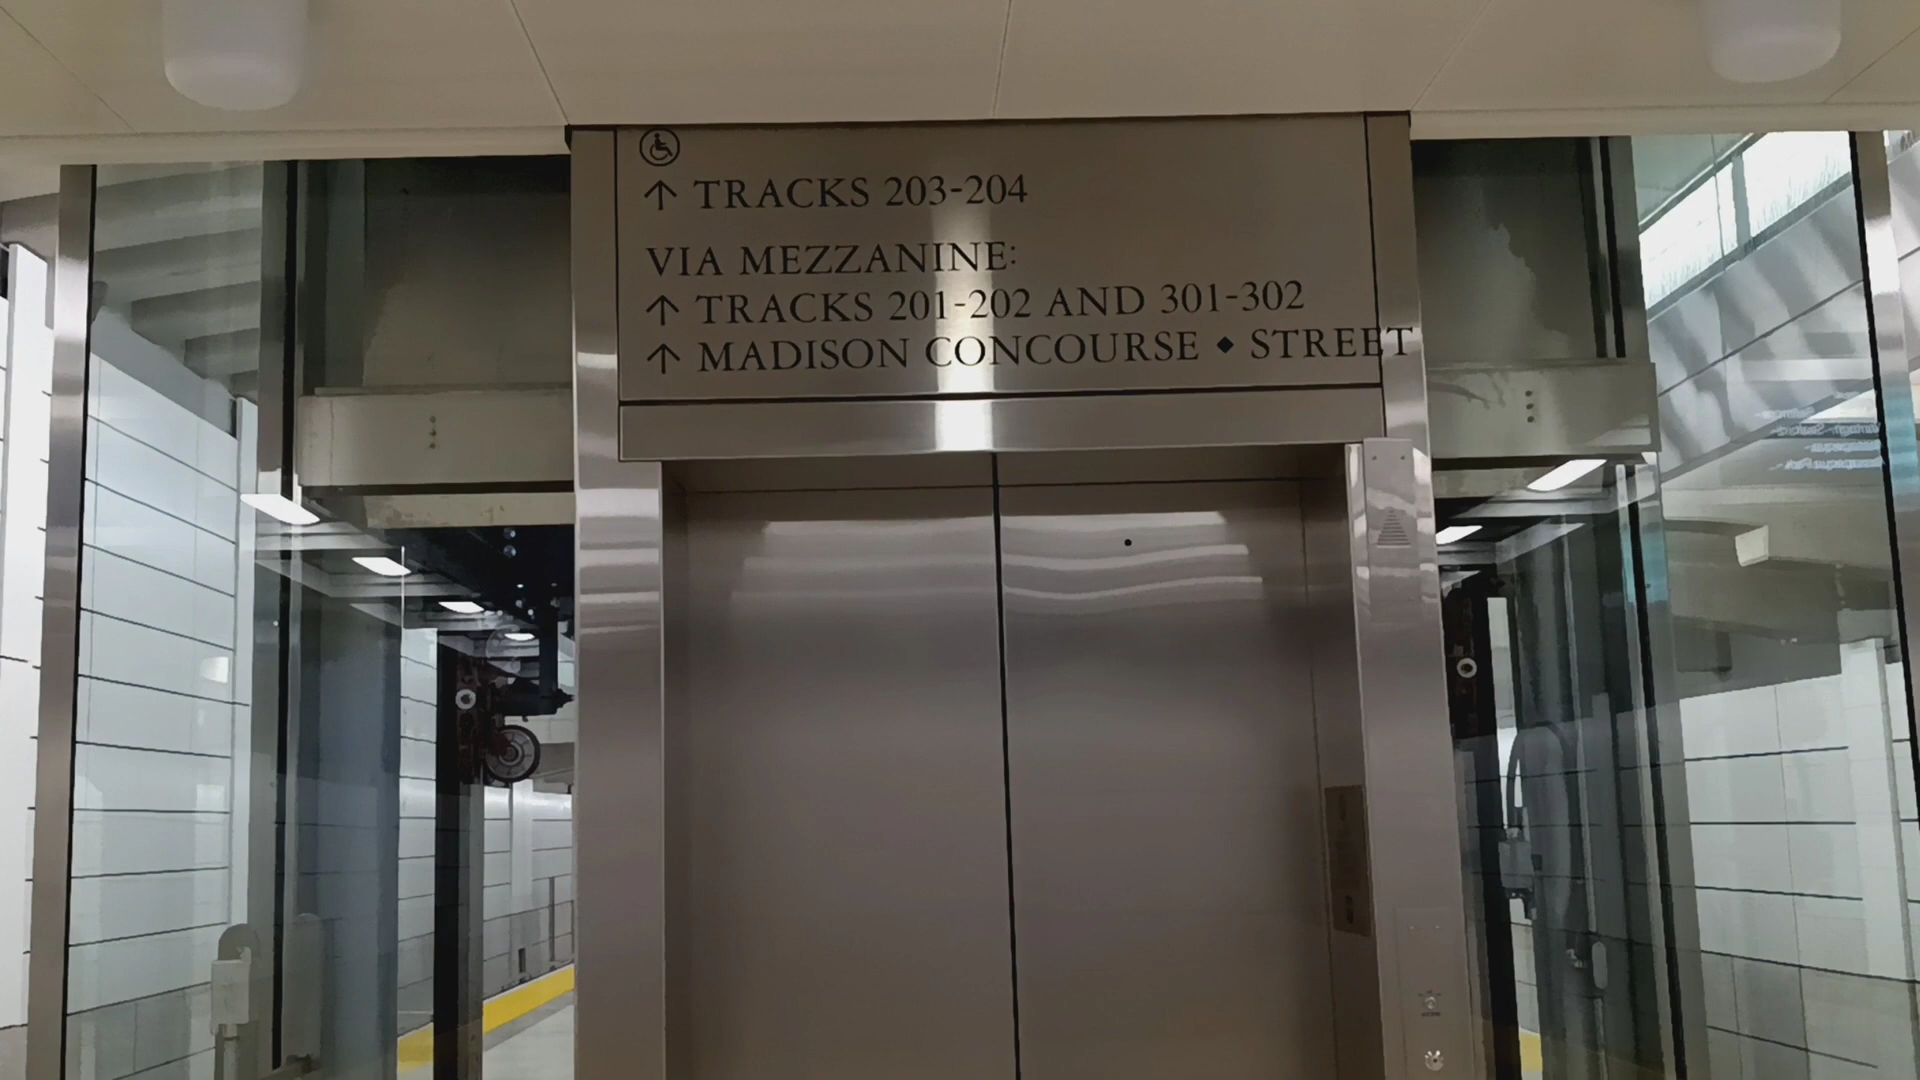 ↑ TRACKS 203-204
VIA MEZZANINE:
↑ TRACKS 201-202 AND 301-302
↑ MADISON CONCOURSE ◆ STREET